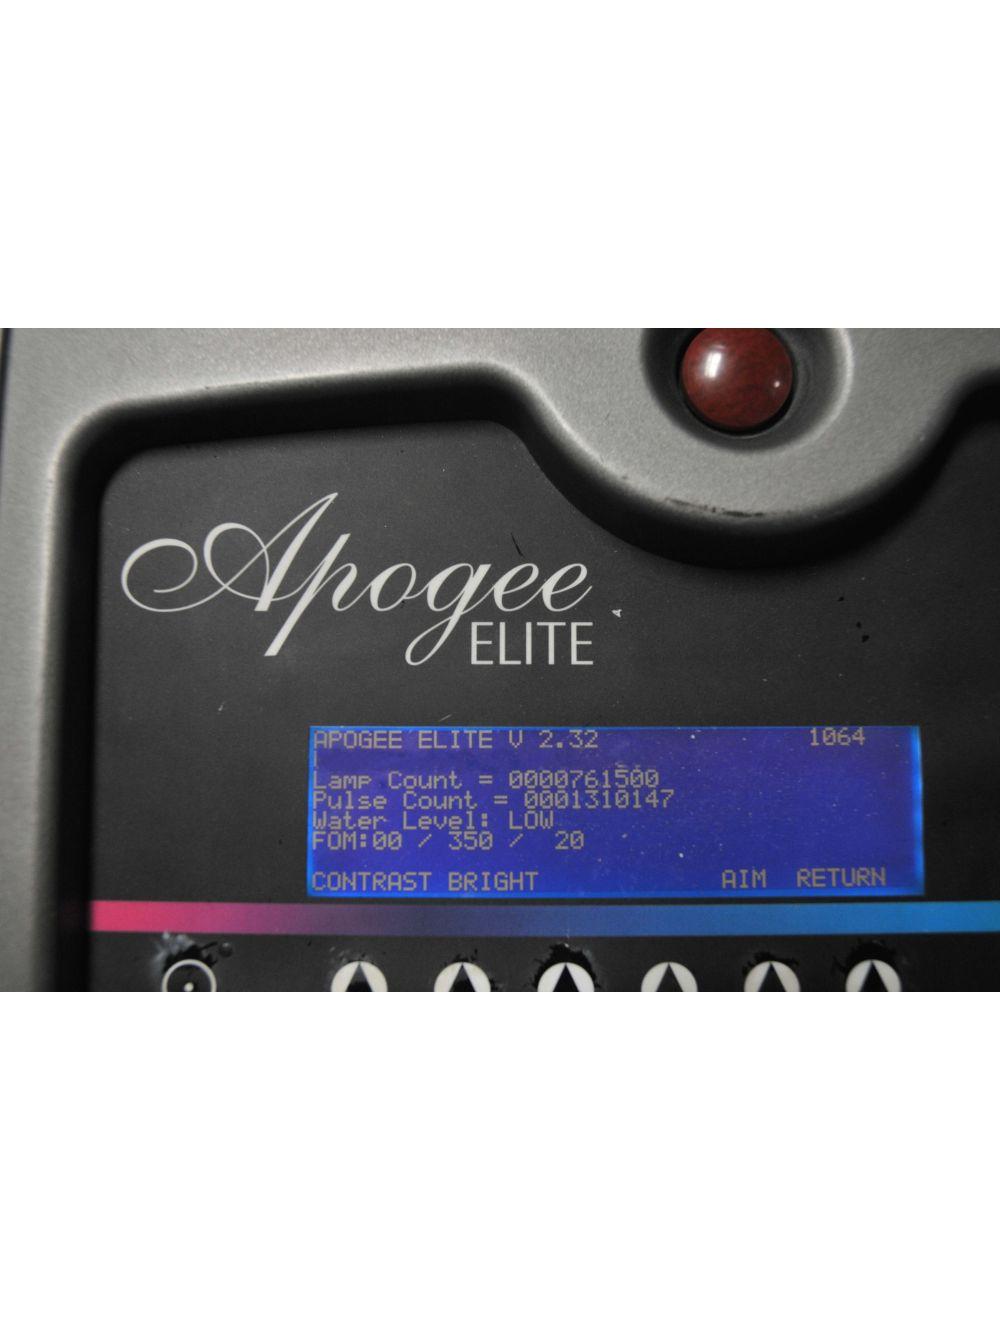 Apogee
ELITE
APOGEE ELITE V 2.32 1064
Lamp Count = 0000761500
Pulse Count = 0001310147
Water Level: LOW
FOM:00 / 350 / 20
CONTRAST BRIGHT AIM RETURN